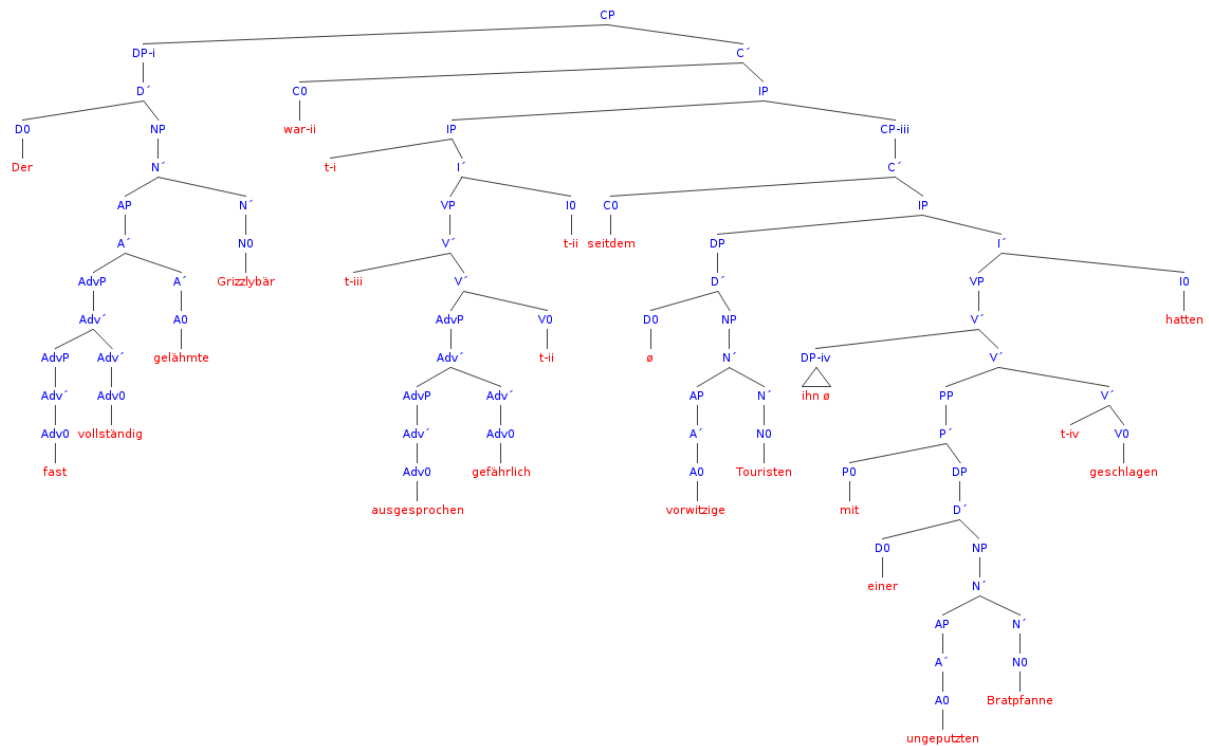 CP
DP-i C´
D´ C0 IP
D0 NP war-ii IP CP-iii
Der N´ t-i I´ C´
AP N´ VP I0 C0 IP
A´ N0 V´ t-ii seitdem DP I´
AdvP A´ Grizzlybär t-iii V´ D´ VP I0
Adv´ A0 AdvP V0 D0 NP V´ hatten
AdvP Adv´ gelähmte Adv´ t-ii ø N´ DP-iv V´
Adv´ Adv0 AdvP Adv´ AP N´ ihn ø PP V´
Adv0 vollständig Adv´ Adv0 A´ N0 P´ t-iv V0
fast Adv0 gefährlich A0 Touristen P0 DP geschlagen
ausgesprochen vorwitzige mit D´
D0 NP
einer N´
AP N´
A´ N0
A0 Bratpfanne
ungeputzten